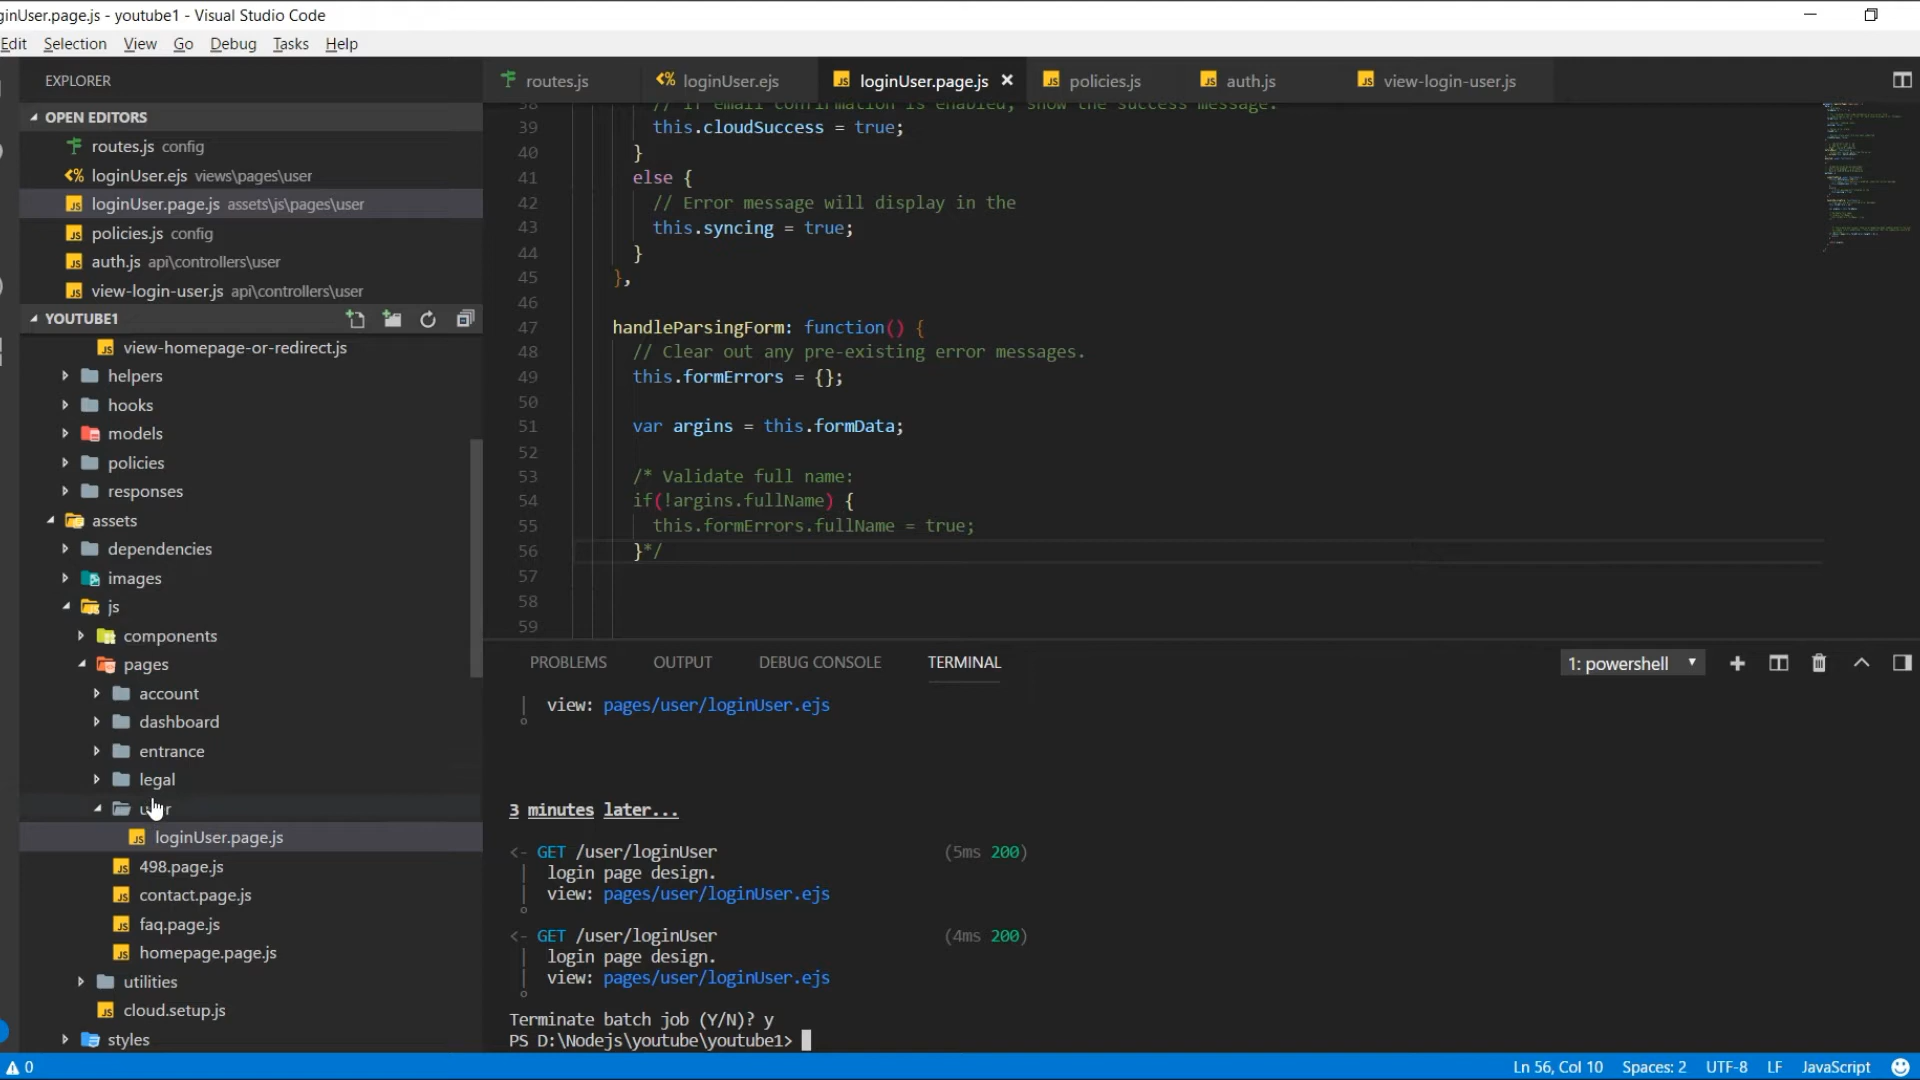 ginUser.page.js - youtube1 - Visual Studio Code
Edit Selection View Go Debug Tasks Help
EXPLORER
OPEN EDITORS
routes.js config
loginUser.ejs views\pages\user
loginUser.page.js assets\js\pages\user
policies.js config
auth.js api\controllers\user
view-login-user.js api\controllers\user
YOUTUBE1
view-homepage-or-redirect.js
helpers
hooks
models
policies
responses
assets
dependencies
images
js
components
pages
account
dashboard
entrance
legal
user
loginUser.page.js
498.page.js
contact.page.js
faq.page.js
homepage.page.js
utilities
cloud.setup.js
styles
routes.js loginUser.ejs loginUser.page.js policies.js auth.js view-login-user.js
38 // If email confirmation is enabled, show the success message.
39 this.cloudSuccess = true;
40 }
41 else {
42 // Error message will display in the
43 this.syncing = true;
44 }
45 },
46
47 handleParsingForm: function() {
48 // Clear out any pre-existing error messages.
49 this.formErrors = {};
50
51 var argins = this.formData;
52
53 /* Validate full name:
54 if(!argins.fullName) {
55 this.formErrors.fullName = true;
56 }*/
57
58
59
PROBLEMS OUTPUT DEBUG CONSOLE TERMINAL 1: powershell
| view: pages/user/loginUser.ejs
3 minutes later...
<- GET /user/loginUser (5ms 200)
| login page design.
| view: pages/user/loginUser.ejs
<- GET /user/loginUser (4ms 200)
| login page design.
| view: pages/user/loginUser.ejs
Terminate batch job (Y/N)? y
PS D:\Nodejs\youtube\youtube1>
0 Ln 56, Col 10 Spaces: 2 UTF-8 LF JavaScript